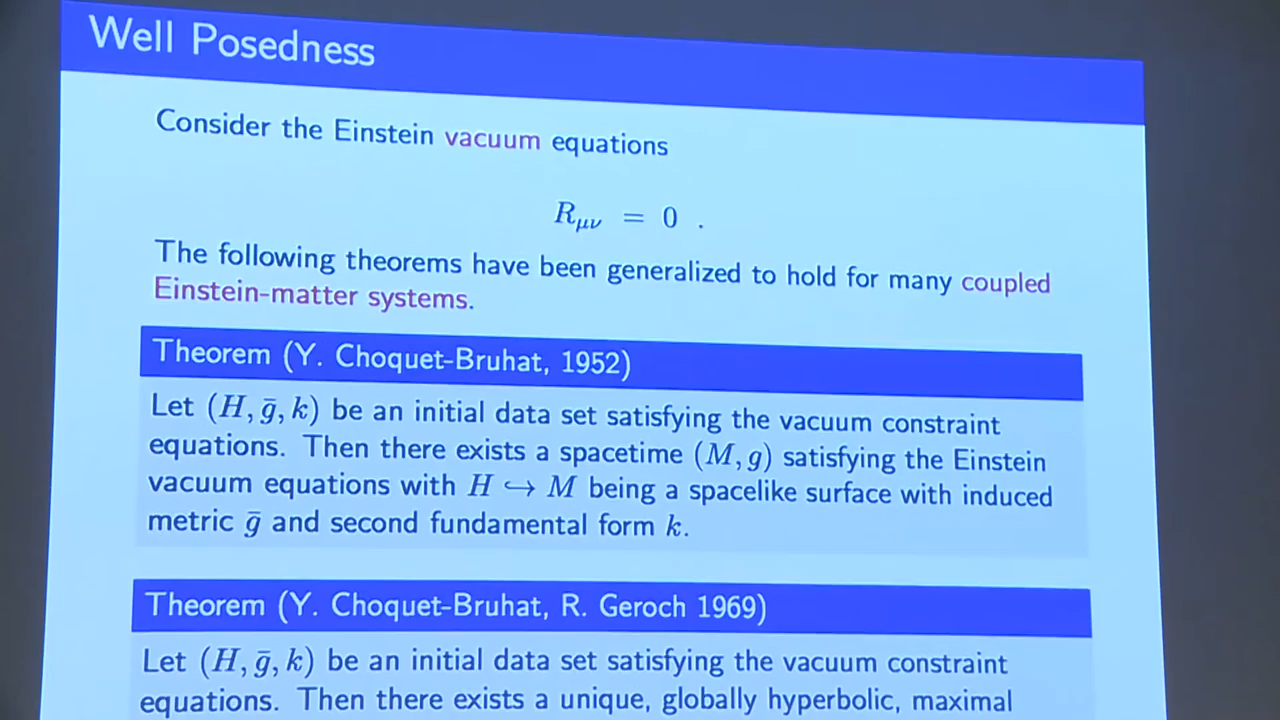 Well Posedness
Consider the Einstein vacuum equations
R_{μν} = 0 .
The following theorems have been generalized to hold for many coupled
Einstein-matter systems.
Theorem (Y. Choquet-Bruhat, 1952)
Let (H, ḡ, k) be an initial data set satisfying the vacuum constraint
equations. Then there exists a spacetime (M, g) satisfying the Einstein
vacuum equations with H ↪ M being a spacelike surface with induced
metric ḡ and second fundamental form k.
Theorem (Y. Choquet-Bruhat, R. Geroch 1969)
Let (H, ḡ, k) be an initial data set satisfying the vacuum constraint
equations. Then there exists a unique, globally hyperbolic, maximal